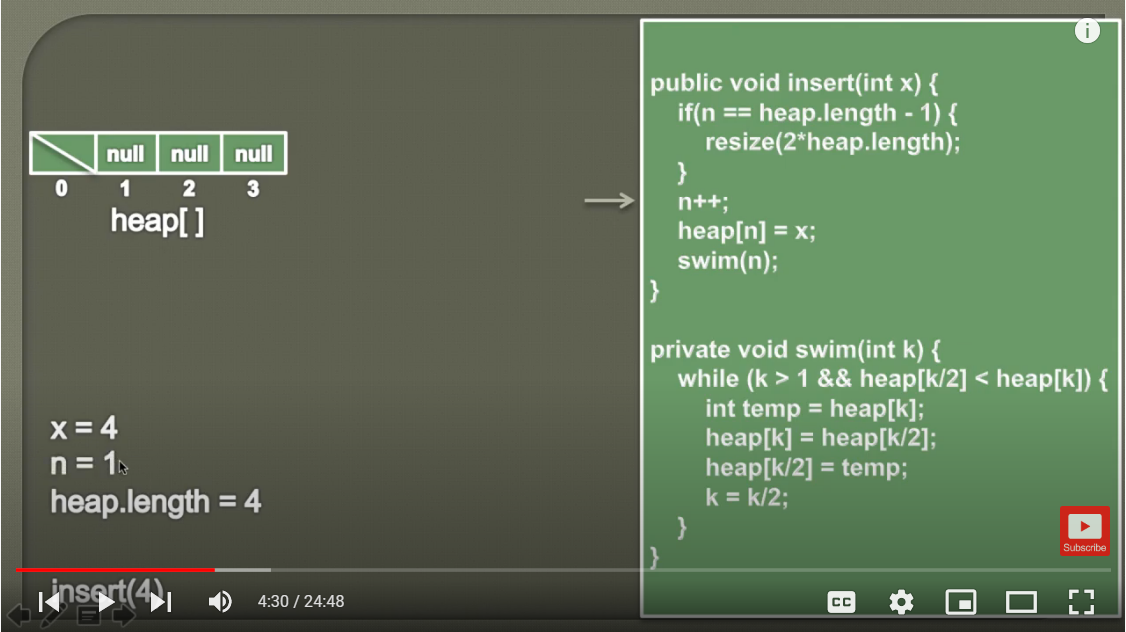 null null null
0 1 2 3
heap[ ]
x = 4
n = 1
heap.length = 4
insert(4)
public void insert(int x) {
if(n == heap.length - 1) {
resize(2*heap.length);
}
n++;
heap[n] = x;
swim(n);
}
private void swim(int k) {
while (k > 1 && heap[k/2] < heap[k]) {
int temp = heap[k];
heap[k] = heap[k/2];
heap[k/2] = temp;
k = k/2;
}
}
i
Subscribe
4:30 / 24:48
CC